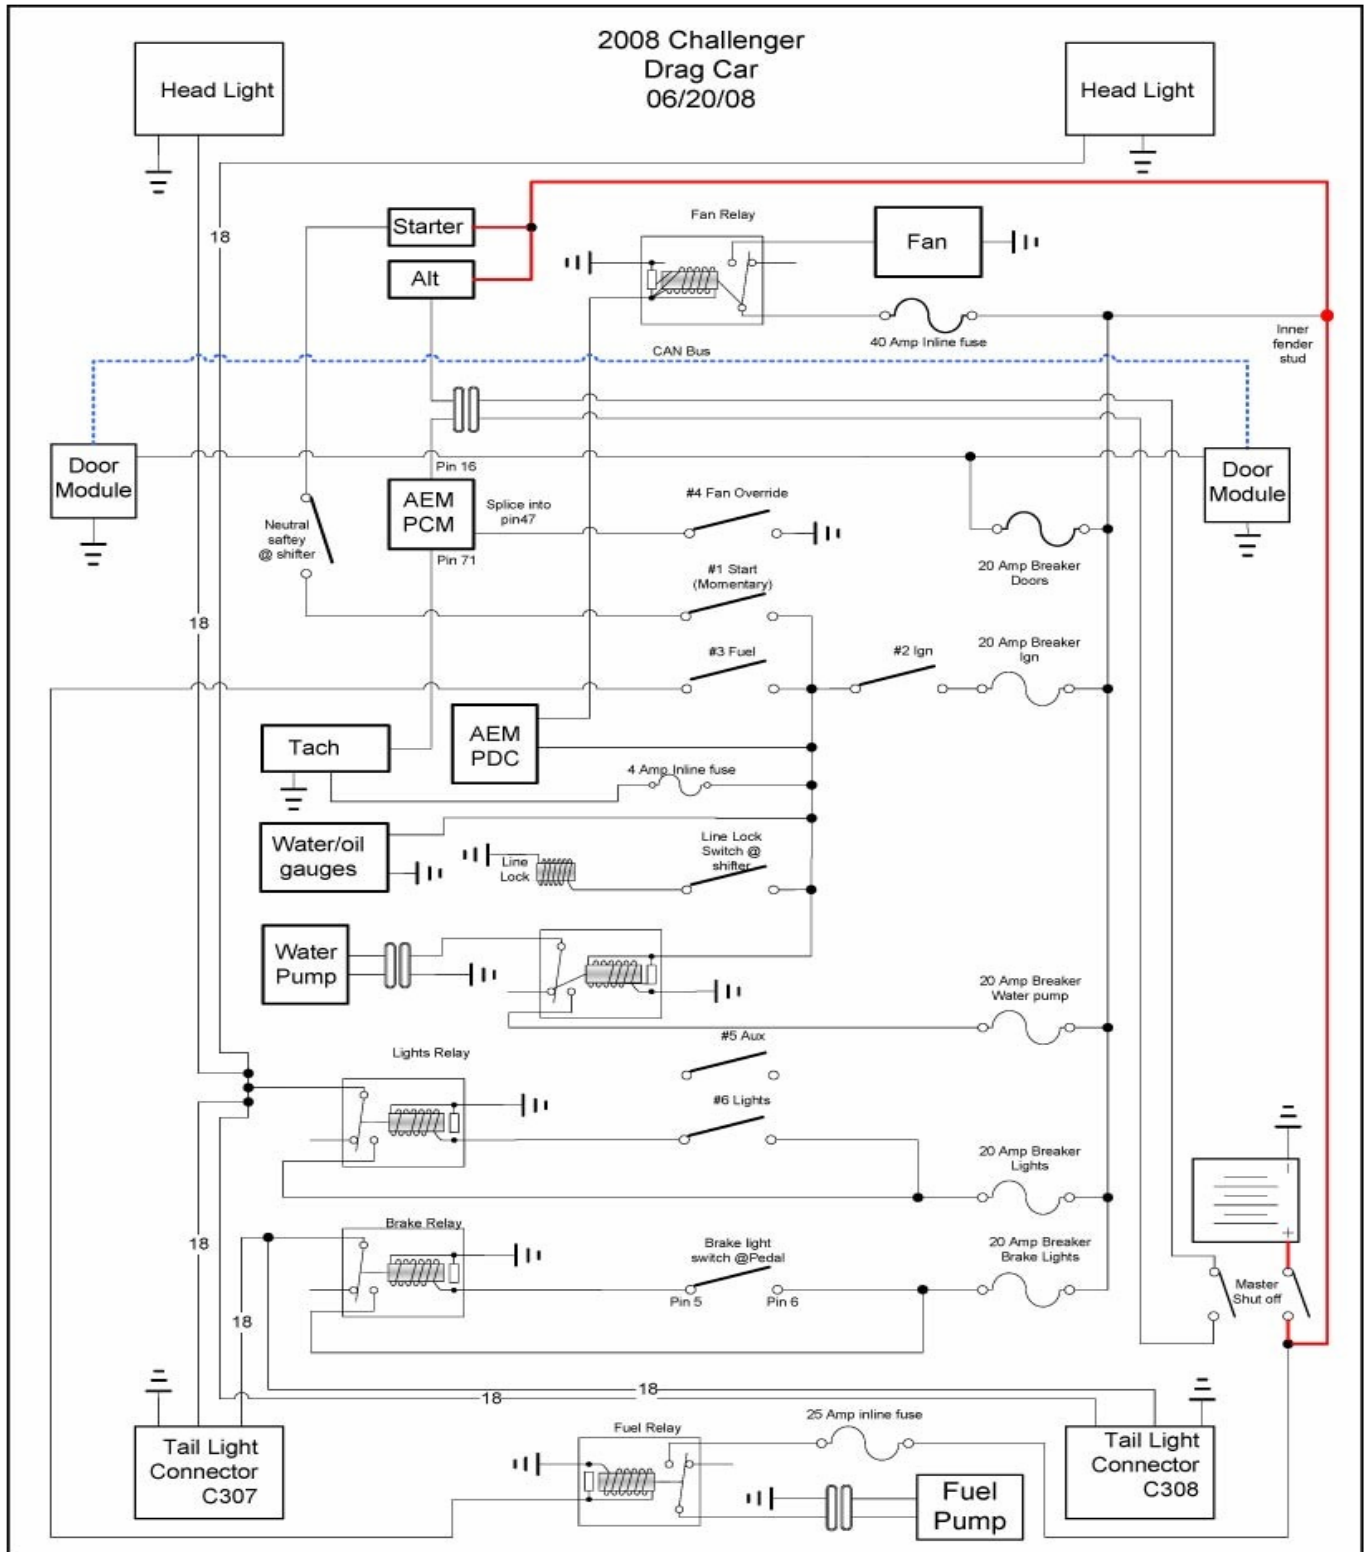 2008 Challenger
Drag Car
06/20/08
Head Light
Head Light
18
Starter
Alt
Fan Relay
Fan
40 Amp Inline fuse
Inner
fender
stud
CAN Bus
Door
Module
Pin 16
AEM
PCM
Splice into
pin47
Pin 71
#4 Fan Override
Door
Module
Neutral
saftey
@ shifter
20 Amp Breaker
Doors
#1 Start
(Momentary)
18
#3 Fuel
#2 Ign
20 Amp Breaker
Ign
Tach
AEM
PDC
4 Amp Inline fuse
Water/oil
gauges
Line
Lock
Line Lock
Switch @
shifter
Water
Pump
20 Amp Breaker
Water pump
#5 Aux
Lights Relay
#6 Lights
20 Amp Breaker
Lights
-
+
18
Brake Relay
Brake light
switch @Pedal
Pin 5
Pin 6
20 Amp Breaker
Brake Lights
Master
Shut off
18
18
18
Tail Light
Connector
C307
Fuel Relay
25 Amp inline fuse
Fuel
Pump
Tail Light
Connector
C308